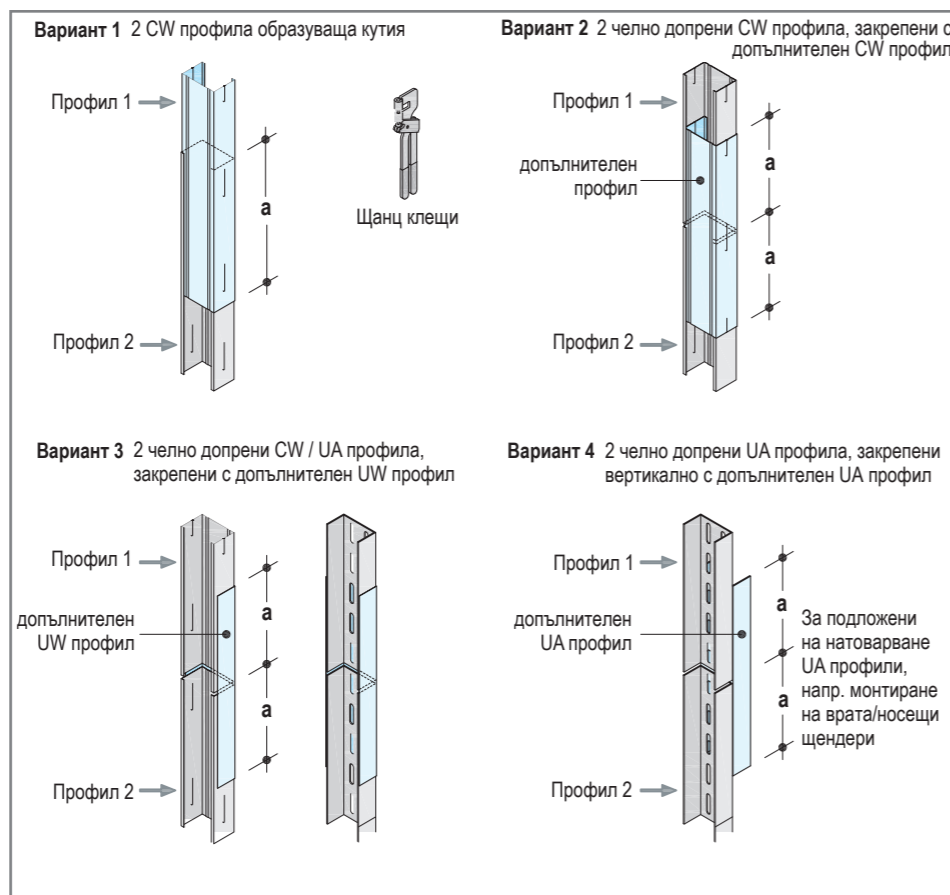 Вариант 1 2 CW профила образуваща кутия
Профил 1
a
Щанц клещи
Профил 2
Вариант 2 2 челно допрени CW профила, закрепени с
допълнителен CW профил
Профил 1
допълнителен
профил
a
a
Профил 2
Вариант 3 2 челно допрени CW / UA профила,
закрепени с допълнителен UW профил
Профил 1
допълнителен
UW профил
a
a
Профил 2
Вариант 4 2 челно допрени UA профила, закрепени
вертикално с допълнителен UA профил
Профил 1
допълнителен
UA профил
a
a
За подложени
на натоварване
UA профили,
напр. монтиране
на врата/носещи
щендери
Профил 2